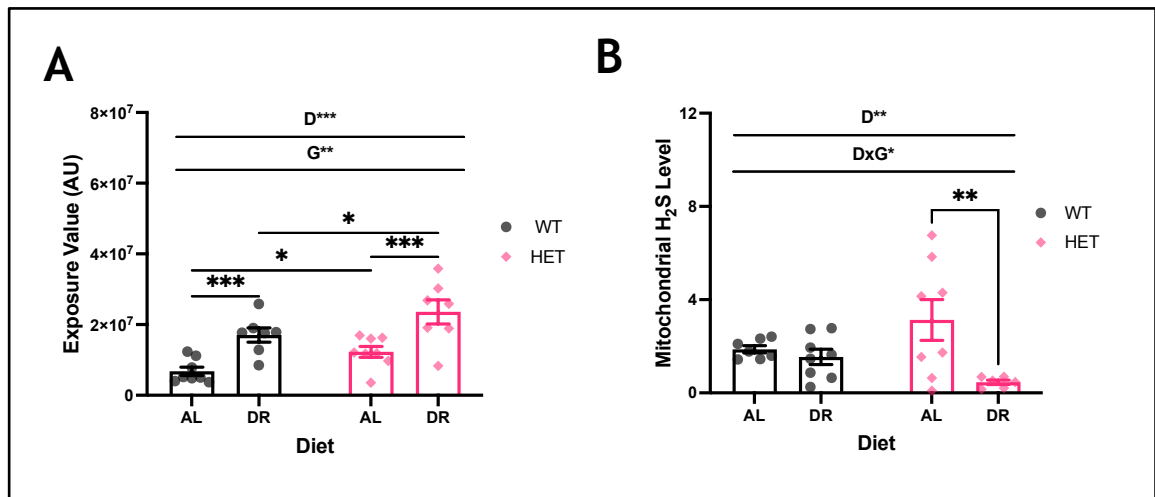 A
Exposure Value (AU)
8×10⁷
6×10⁷
4×10⁷
2×10⁷
0
D***
G**
*
*
***
***
AL
DR
AL
DR
Diet
WT
HET
B
Mitochondrial H₂S Level
12
8
4
0
D**
DxG*
**
AL
DR
AL
DR
Diet
WT
HET